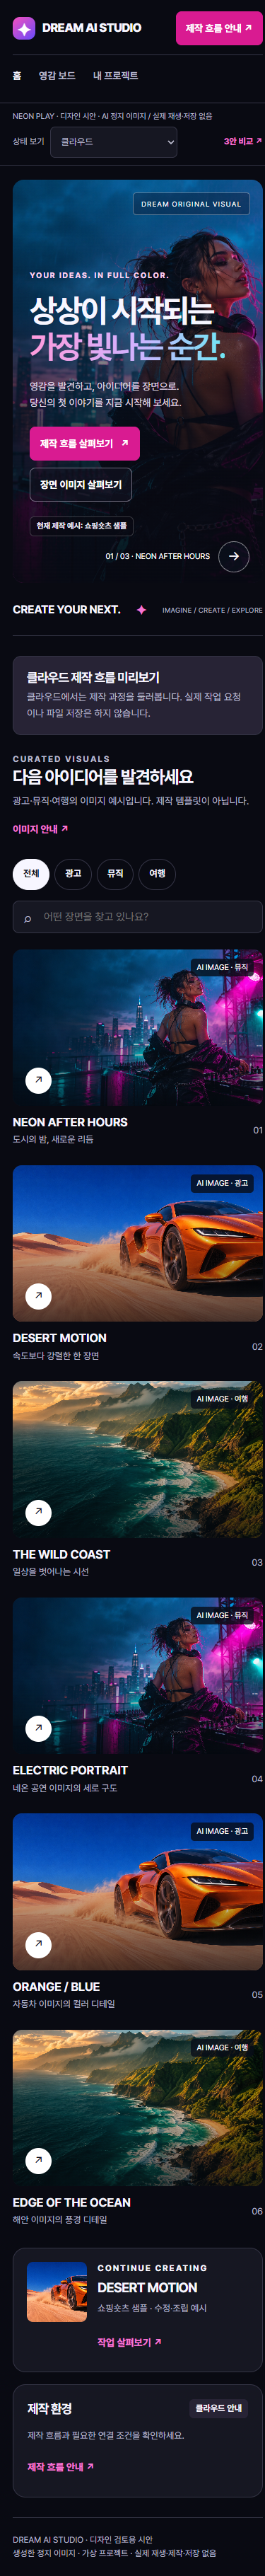 DREAM AI STUDIO
제작 흐름 안내 ↗
홈 영감 보드 내 프로젝트
NEON PLAY · 디자인 시안 · AI 정지 이미지 / 실제 재생·저장 없음
상태 보기 클라우드 3안 비교 ↗
DREAM ORIGINAL VISUAL
YOUR IDEAS. IN FULL COLOR.
상상이 시작되는
가장 빛나는 순간.
영감을 발견하고, 아이디어를 장면으로.
당신의 첫 이야기를 지금 시작해 보세요.
제작 흐름 살펴보기 ↗
장면 이미지 살펴보기
현재 제작 예시: 쇼핑숏츠 샘플
01 / 03 · NEON AFTER HOURS →
CREATE YOUR NEXT. IMAGINE / CREATE / EXPLORE
클라우드 제작 흐름 미리보기
클라우드에서는 제작 과정을 둘러봅니다. 실제 작업 요청
이나 파일 저장은 하지 않습니다.
CURATED VISUALS
다음 아이디어를 발견하세요
광고·뮤직·여행의 이미지 예시입니다. 제작 템플릿이 아닙니다.
이미지 안내 ↗
전체 광고 뮤직 여행
어떤 장면을 찾고 있나요?
AI IMAGE · 뮤직
↗
NEON AFTER HOURS
도시의 밤, 새로운 리듬
01
AI IMAGE · 광고
↗
DESERT MOTION
속도보다 강렬한 한 장면
02
AI IMAGE · 여행
↗
THE WILD COAST
일상을 벗어나는 시선
03
AI IMAGE · 뮤직
↗
ELECTRIC PORTRAIT
네온 공연 이미지의 세로 구도
04
AI IMAGE · 광고
↗
ORANGE / BLUE
자동차 이미지의 컬러 디테일
05
AI IMAGE · 여행
↗
EDGE OF THE OCEAN
해안 이미지의 풍경 디테일
06
CONTINUE CREATING
DESERT MOTION
쇼핑숏츠 샘플 · 수정·조립 예시
작업 살펴보기 ↗
제작 환경
클라우드 안내
제작 흐름과 필요한 연결 조건을 확인하세요.
제작 흐름 안내 ↗
DREAM AI STUDIO · 디자인 검토용 시안
생성한 정지 이미지 · 가상 프로젝트 · 실제 재생·제작·저장 없음